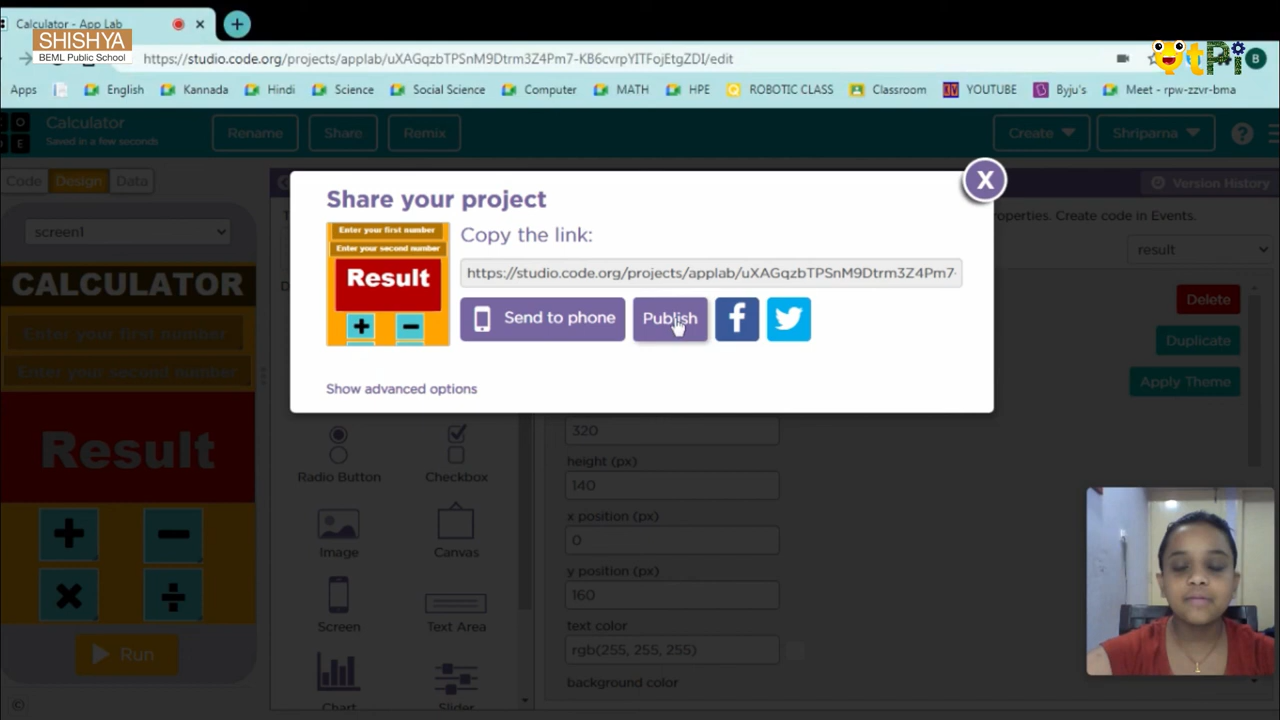 Calculator - App Lab
SHISHYA
BEML Public School
https://studio.code.org/projects/applab/uXAGqzbTPSnM9Dtrm3Z4Pm7-KB6cvrpYITFojEtgZDI/edit
B
UtPi
Apps English Kannada Hindi Science Social Science Computer MATH HPE ROBOTIC CLASS Classroom YOUTUBE Byju's Meet - rpw-zzvr-bma
Calculator
Saved in a few seconds
Rename Share Remix Create Shriparna ?
Code Design Data
Version History
screen1
roperties. Create code in Events.
result
Share your project
X
Copy the link:
https://studio.code.org/projects/applab/uXAGqzbTPSnM9Dtrm3Z4Pm7-
Send to phone Publish
Show advanced options
Enter your first number
Enter your second number
Result
+ −
CALCULATOR
Enter your first number
Enter your second number
Result
+ −
× ÷
Run
Delete
Duplicate
Apply Theme
Radio Button Checkbox
Image Canvas
Screen Text Area
Chart Slider
320
height (px)
140
x position (px)
0
y position (px)
160
text color
rgb(255, 255, 255)
background color